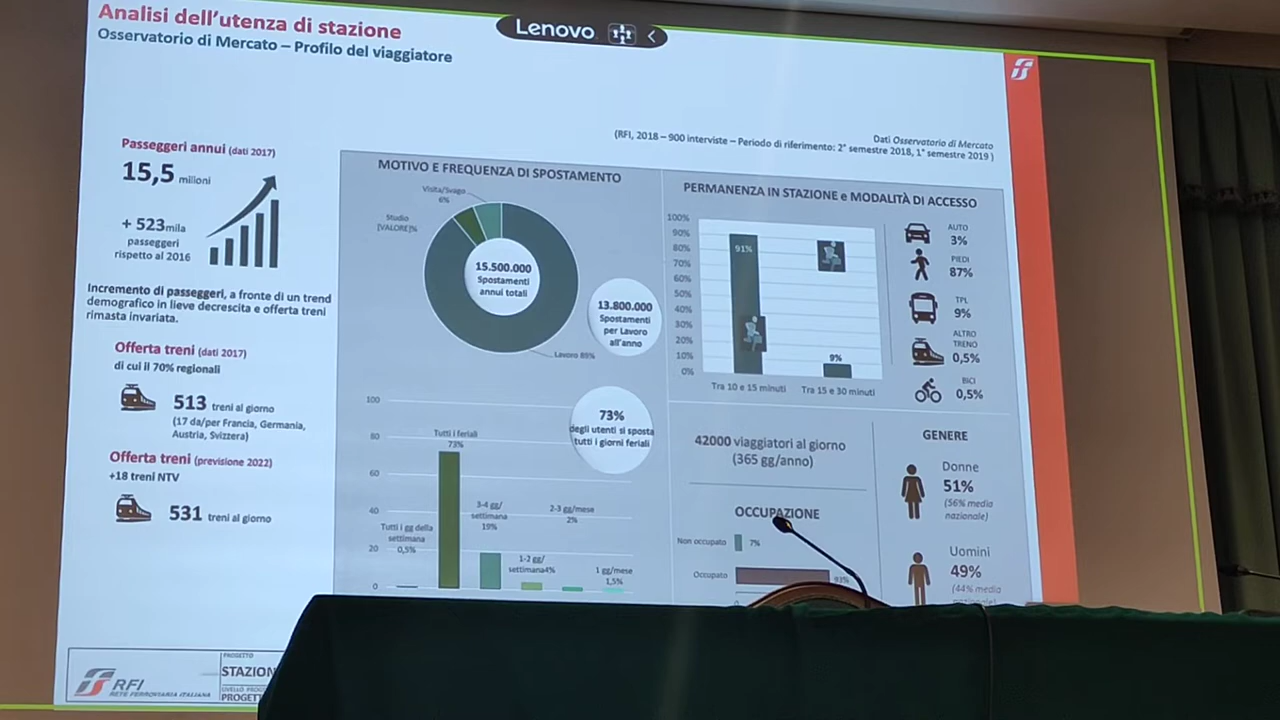 Analisi dell'utenza di stazione
Osservatorio di Mercato – Profilo del viaggiatore
Lenovo
Dati Osservatorio di Mercato
(RFI, 2018 – 900 interviste – Periodo di riferimento: 2° semestre 2018, 1° semestre 2019 )
Passeggeri annui (dati 2017)
15,5 milioni
+ 523mila
passeggeri
rispetto al 2016
Incremento di passeggeri, a fronte di un trend
demografico in lieve decrescita e offerta treni
rimasta invariata.
Offerta treni (dati 2017)
di cui il 70% regionali
513 treni al giorno
(17 da/per Francia, Germania,
Austria, Svizzera)
Offerta treni (previsione 2022)
+18 treni NTV
531 treni al giorno
MOTIVO E FREQUENZA DI SPOSTAMENTO
Visita/Svago
6%
Studio
[VALORE]%
15.500.000
Spostamenti
annui totali
Lavoro 89%
13.800.000
Spostamenti
per Lavoro
all'anno
73%
degli utenti si sposta
tutti i giorni feriali
100
80
60
40
20
0
Tutti i gg della
settimana
0,5%
Tutti i feriali
73%
3-4 gg/
settimana
19%
1-2 gg/
settimana4%
2-3 gg/mese
2%
1 gg/mese
1,5%
PERMANENZA IN STAZIONE e MODALITÀ DI ACCESSO
100%
90%
80%
70%
60%
50%
40%
30%
20%
10%
0%
91%
9%
Tra 10 e 15 minuti
Tra 15 e 30 minuti
AUTO
3%
PIEDI
87%
TPL
9%
ALTRO
TRENO
0,5%
BICI
0,5%
42000 viaggiatori al giorno
(365 gg/anno)
OCCUPAZIONE
Non occupato
7%
Occupato
93%
0
GENERE
Donne
51%
(56% media
nazionale)
Uomini
49%
(44% media
RFI
RETE FERROVIARIA ITALIANA
PROGETTO
STAZION
LIVELLO PROG
PROGETT